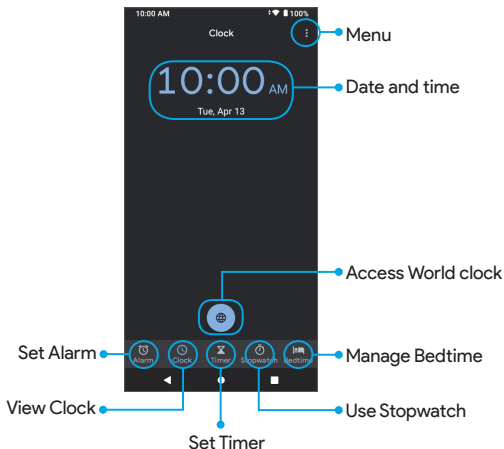 10:00 AM 100%
Clock
Menu
10:00 AM
Date and time
Tue, Apr 13
Access World clock
Set Alarm
Alarm
Clock
Timer
Stopwatch
Bedtime
Manage Bedtime
View Clock
Use Stopwatch
Set Timer